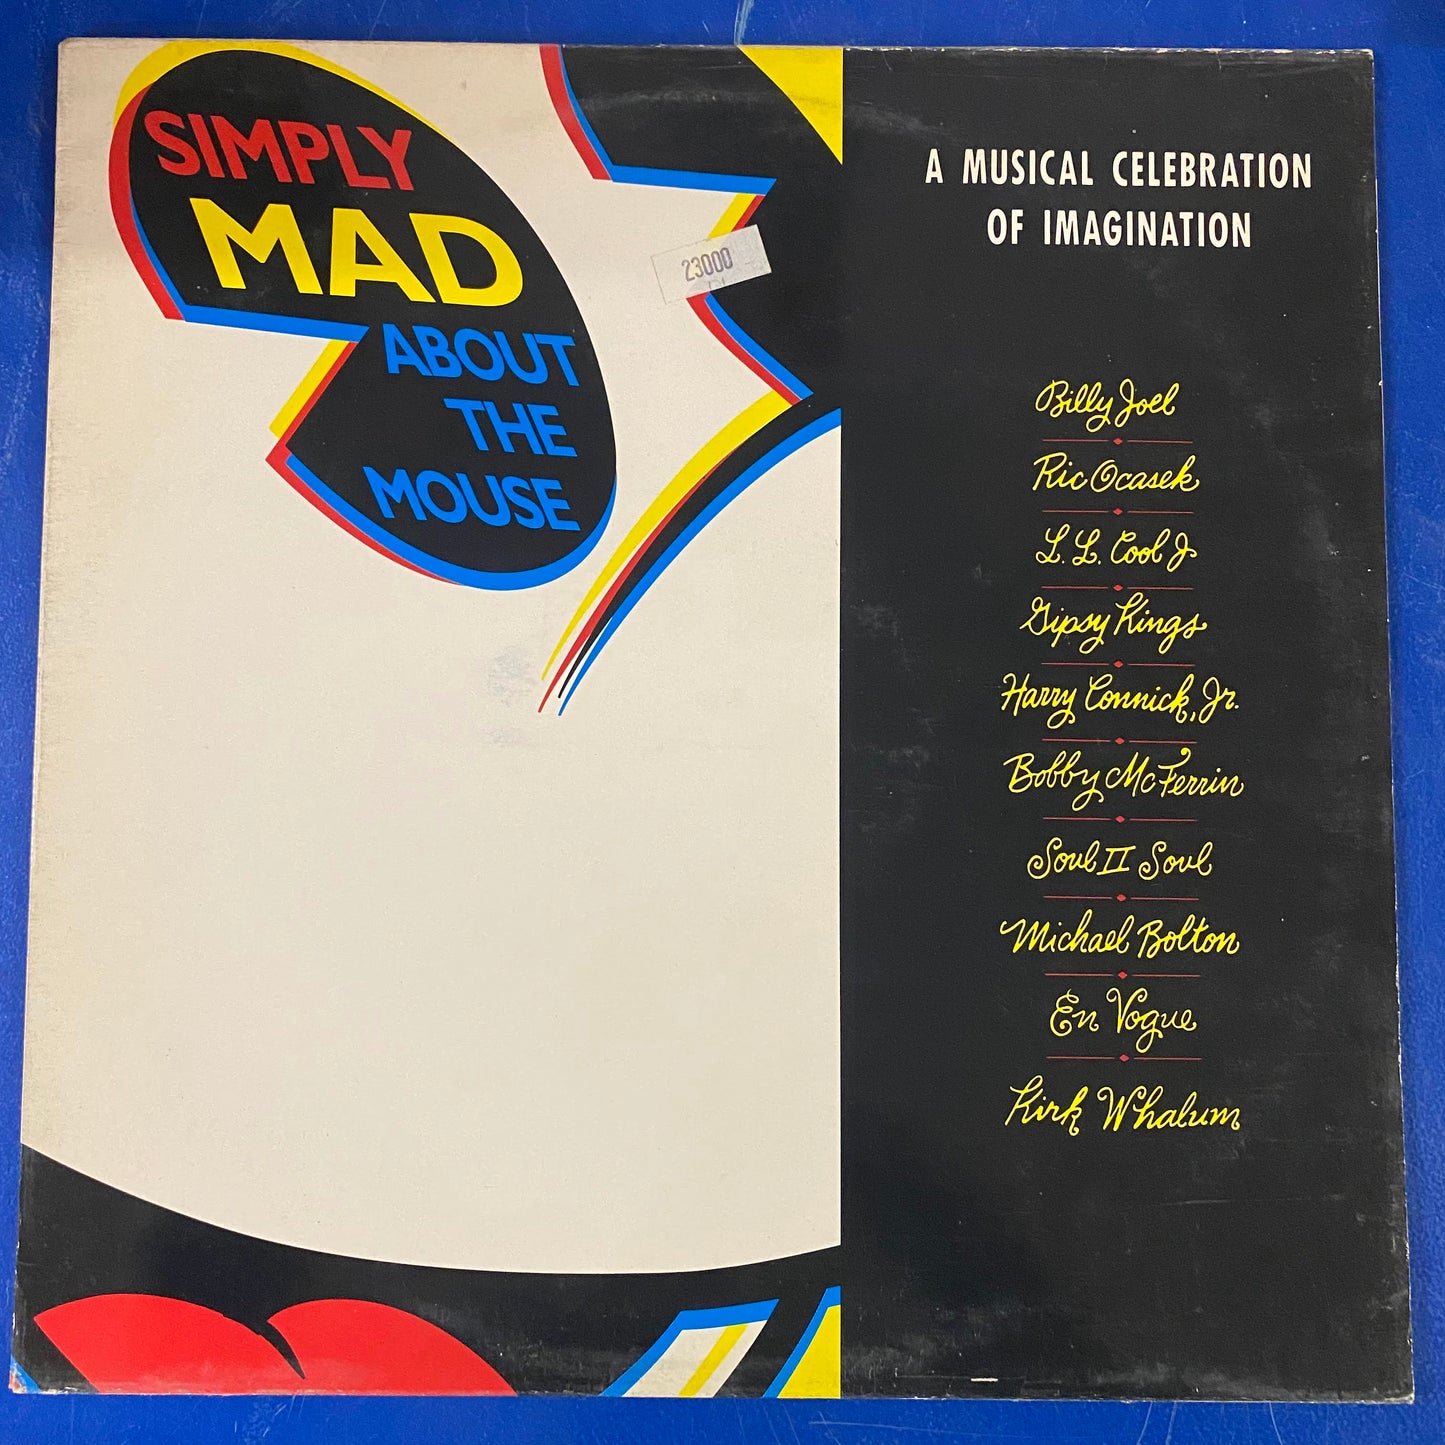 SIMPLY
MAD
ABOUT
THE
MOUSE
23000
A MUSICAL CELEBRATION
OF IMAGINATION
Billy Joel
Ric Ocasek
L. L. Cool J
Gipsy Kings
Harry Connick, Jr.
Bobby McFerrin
Soul II Soul
Michael Bolton
En Vogue
Kirk Whalum